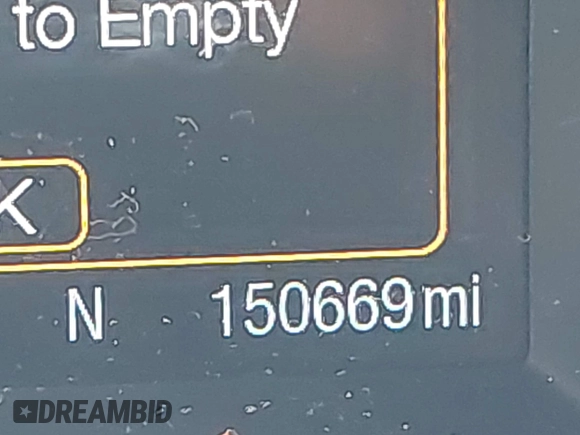 to Empty
K
N 150669mi
DREAMBID